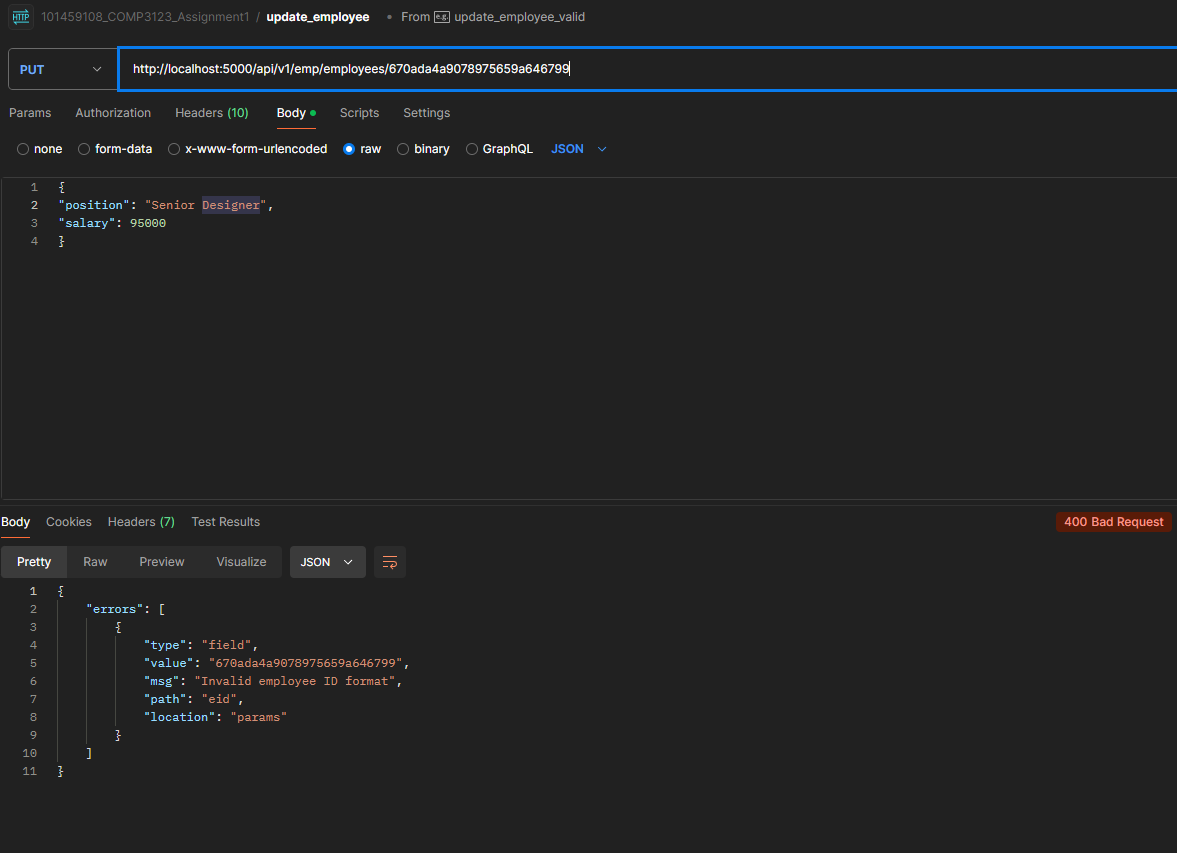 HTTP 101459108_COMP3123_Assignment1 / update_employee • From e.g. update_employee_valid
PUT http://localhost:5000/api/v1/emp/employees/670ada4a9078975659a646799
Params Authorization Headers (10) Body Scripts Settings
none form-data x-www-form-urlencoded raw binary GraphQL JSON
1 {
2 "position": "Senior Designer",
3 "salary": 95000
4 }
Body Cookies Headers (7) Test Results 400 Bad Request
Pretty Raw Preview Visualize JSON
1 {
2 "errors": [
3 {
4 "type": "field",
5 "value": "670ada4a9078975659a646799",
6 "msg": "Invalid employee ID format",
7 "path": "eid",
8 "location": "params"
9 }
10 ]
11 }